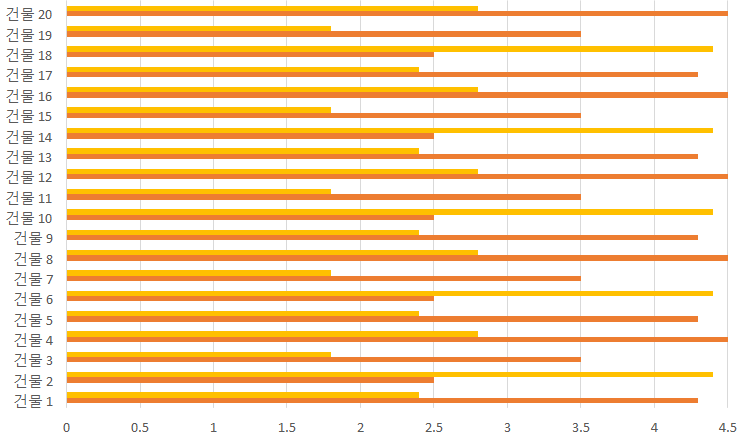 건물 20
건물 19
건물 18
건물 17
건물 16
건물 15
건물 14
건물 13
건물 12
건물 11
건물 10
건물 9
건물 8
건물 7
건물 6
건물 5
건물 4
건물 3
건물 2
건물 1
0 0.5 1 1.5 2 2.5 3 3.5 4 4.5